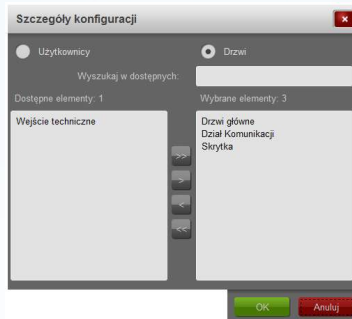 Szczegóły konfiguracji
Użytkownicy
Drzwi
Wyszukaj w dostępnych:
Dostępne elementy: 1
Wybrane elementy: 3
Wejście techniczne
Drzwi główne
Dział Komunikacji
Skrytka
>>
>
<
<<
OK
Anuluj